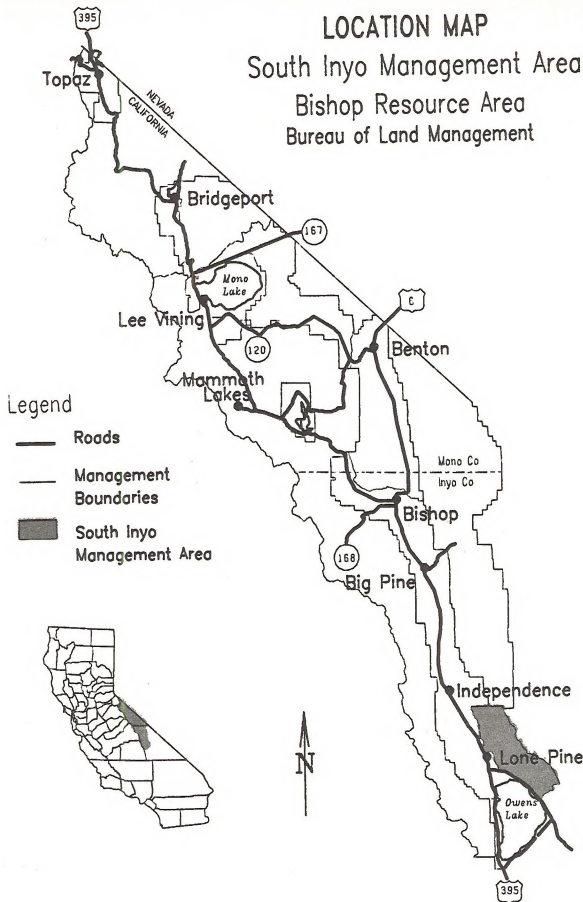 LOCATION MAP
South Inyo Management Area
Bishop Resource Area
Bureau of Land Management
395
Topaz
NEVADA
CALIFORNIA
Bridgeport
167
Mono
Lake
Lee Vining
6
120
Benton
Mammoth
Lakes
Legend
Roads
Management
Boundaries
South Inyo
Management Area
Mono Co
Inyo Co
Bishop
168
Big Pine
Independence
Lone Pine
N
Owens
Lake
395